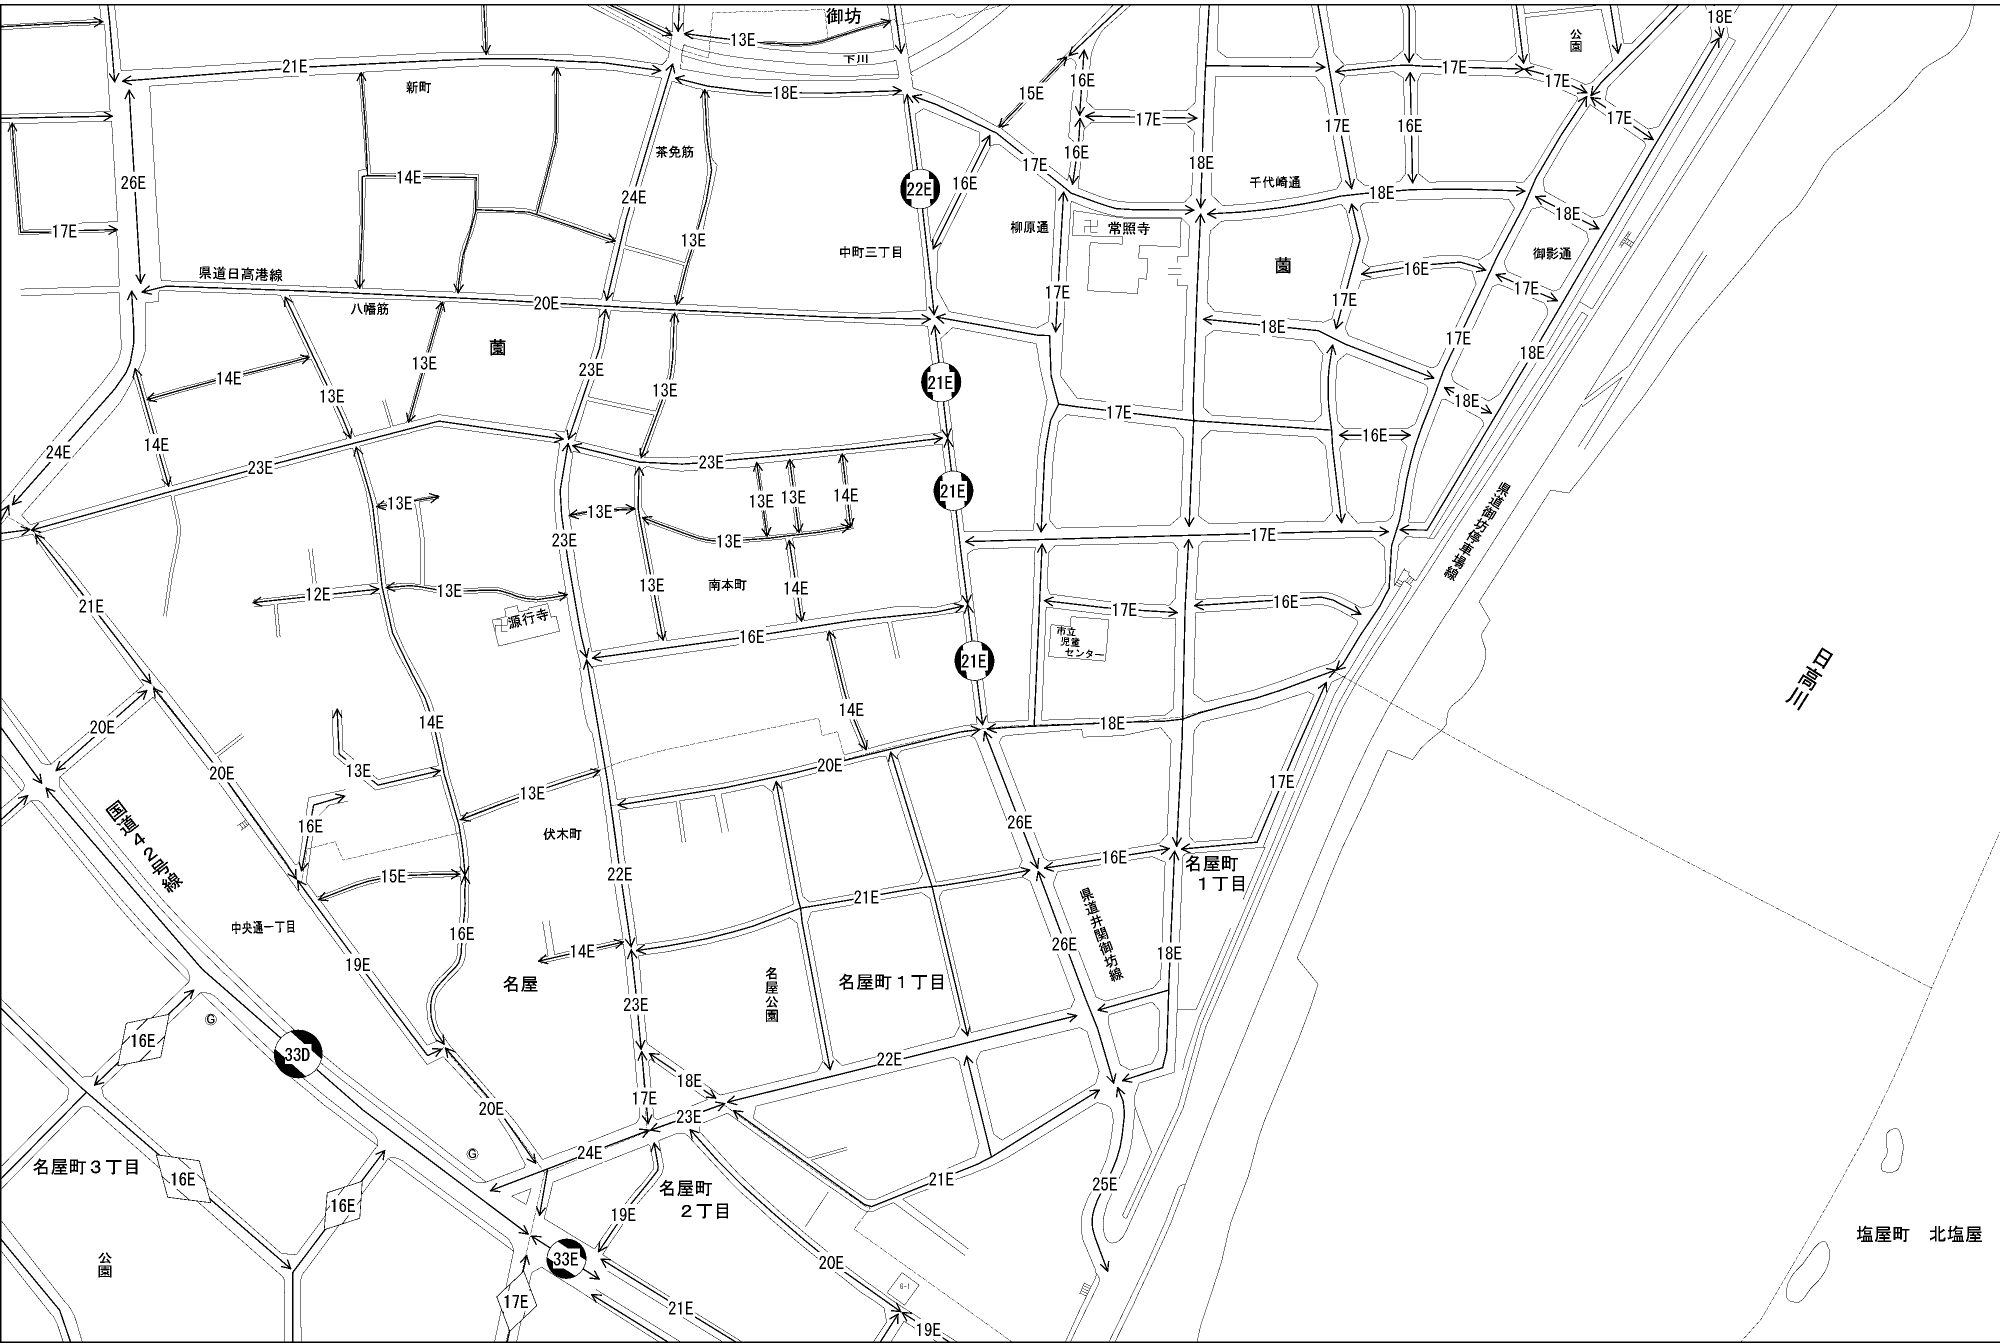 御坊
18E
13E
下川
公園
21E
17E
17E
16E
新町
18E
15E
17E
17E
16E
17E
茶免筋
16E
17E
18E
26E
14E
22E
16E
千代崎通
18E
24E
17E
13E
柳原通
常照寺
18E
中町三丁目
薗
16E
御影通
県道日高港線
17E
17E
17E
20E
八幡筋
18E
薗
17E
18E
13E
23E
14E
13E
13E
21E
18E
17E
14E
24E
23E
23E
16E
13E
13E
13E
14E
21E
県道御坊停車場線
13E
23E
13E
17E
12E
13E
13E
南本町
14E
16E
21E
源行寺
17E
16E
市立
児童
センター
21E
日高川
14E
14E
18E
20E
20E
13E
20E
17E
13E
国道42号線
16E
伏木町
26E
16E
名屋町
1丁目
15E
22E
21E
県道井関御坊線
中央通一丁目
16E
26E
18E
14E
19E
名屋
名屋公園
名屋町1丁目
23E
G
16E
33D
22E
18E
17E
20E
23E
G
24E
名屋町3丁目
16E
21E
25E
名屋町
2丁目
16E
19E
塩屋町 北塩屋
公園
33E
20E
6-1
17E
21E
19E